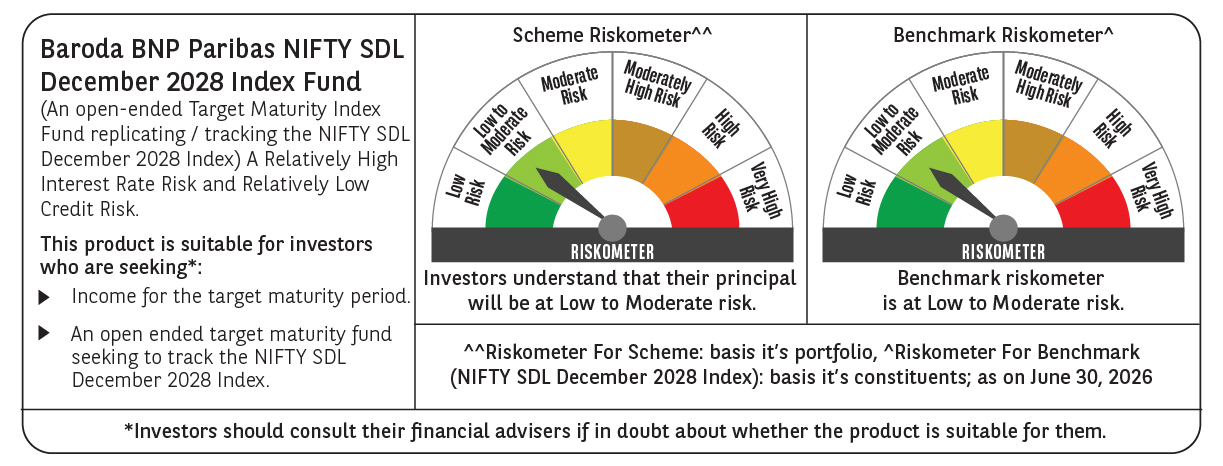 Baroda BNP Paribas NIFTY SDL
December 2028 Index Fund
(An open-ended Target Maturity Index
Fund replicating / tracking the NIFTY SDL
December 2028 Index) A Relatively High
Interest Rate Risk and Relatively Low
Credit Risk.
This product is suitable for investors
who are seeking*:
Income for the target maturity period.
An open ended target maturity fund
seeking to track the NIFTY SDL
December 2028 Index.
Scheme Riskometer^^
Low
Risk
Low to
Moderate
Risk
Moderate
Risk
Moderately
High Risk
High
Risk
Very High
Risk
RISKOMETER
Investors understand that their principal
will be at Low to Moderate risk.
Benchmark Riskometer^
Low
Risk
Low to
Moderate
Risk
Moderate
Risk
Moderately
High Risk
High
Risk
Very High
Risk
RISKOMETER
Benchmark riskometer
is at Low to Moderate risk.
^^Riskometer For Scheme: basis it's portfolio, ^Riskometer For Benchmark
(NIFTY SDL December 2028 Index): basis it's constituents; as on June 30, 2026
*Investors should consult their financial advisers if in doubt about whether the product is suitable for them.